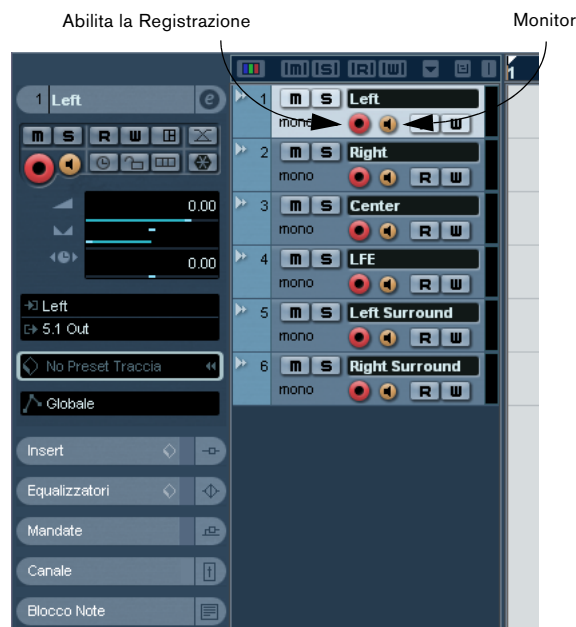 Abilita la Registrazione
Monitor
m S R W
1
1 Left e
m S R W
0.00
0.00
Left
5.1 Out
No Preset Traccia
Globale
Insert
Equalizzatori
Mandate
Canale
Blocco Note
1 m S Left
mono R W
2 m S Right
mono R W
3 m S Center
mono R W
4 m S LFE
mono R W
5 m S Left Surround
mono R W
6 m S Right Surround
mono R W